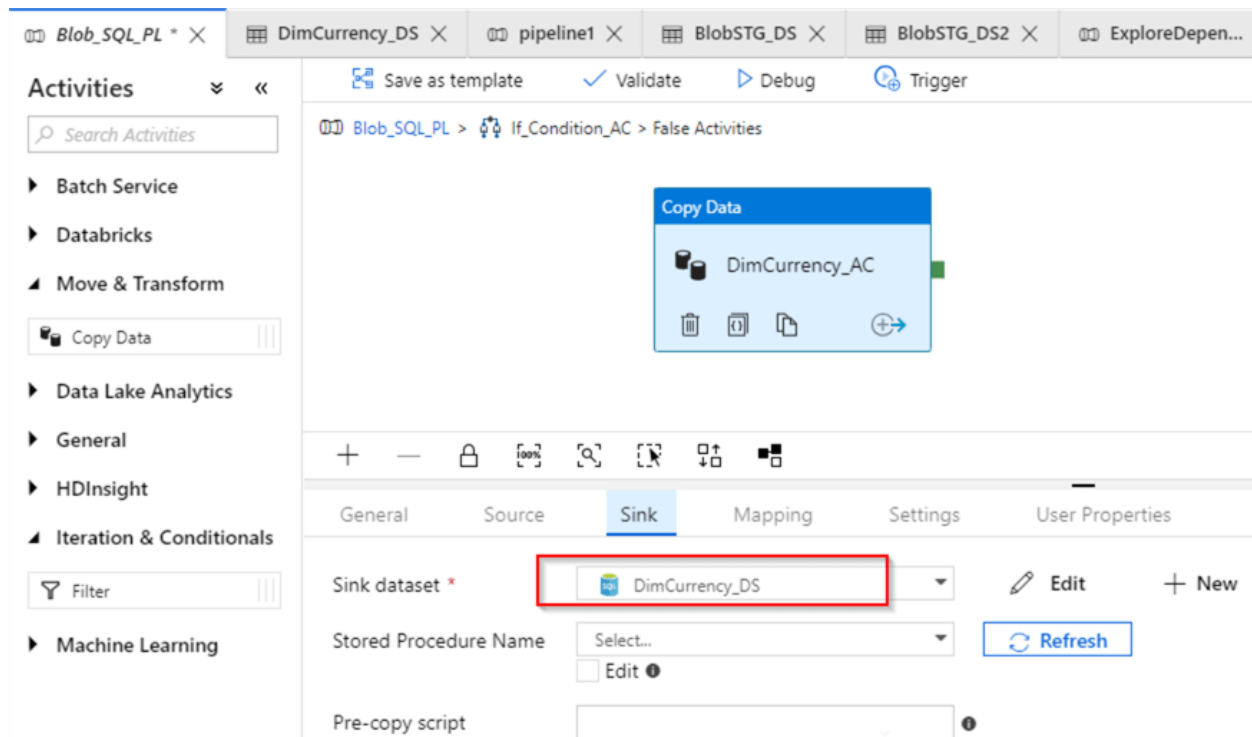 Blob_SQL_PL *
DimCurrency_DS
pipeline1
BlobSTG_DS
BlobSTG_DS2
ExploreDepen...
Activities
Save as template
Validate
Debug
Trigger
Search Activities
Blob_SQL_PL > If_Condition_AC > False Activities
Batch Service
Databricks
Move & Transform
Copy Data
Data Lake Analytics
General
HDInsight
Iteration & Conditionals
Filter
Machine Learning
Copy Data
DimCurrency_AC
100%
General
Source
Sink
Mapping
Settings
User Properties
Sink dataset *
SQL
DimCurrency_DS
Edit
+ New
Stored Procedure Name
Select...
Refresh
Edit
Pre-copy script